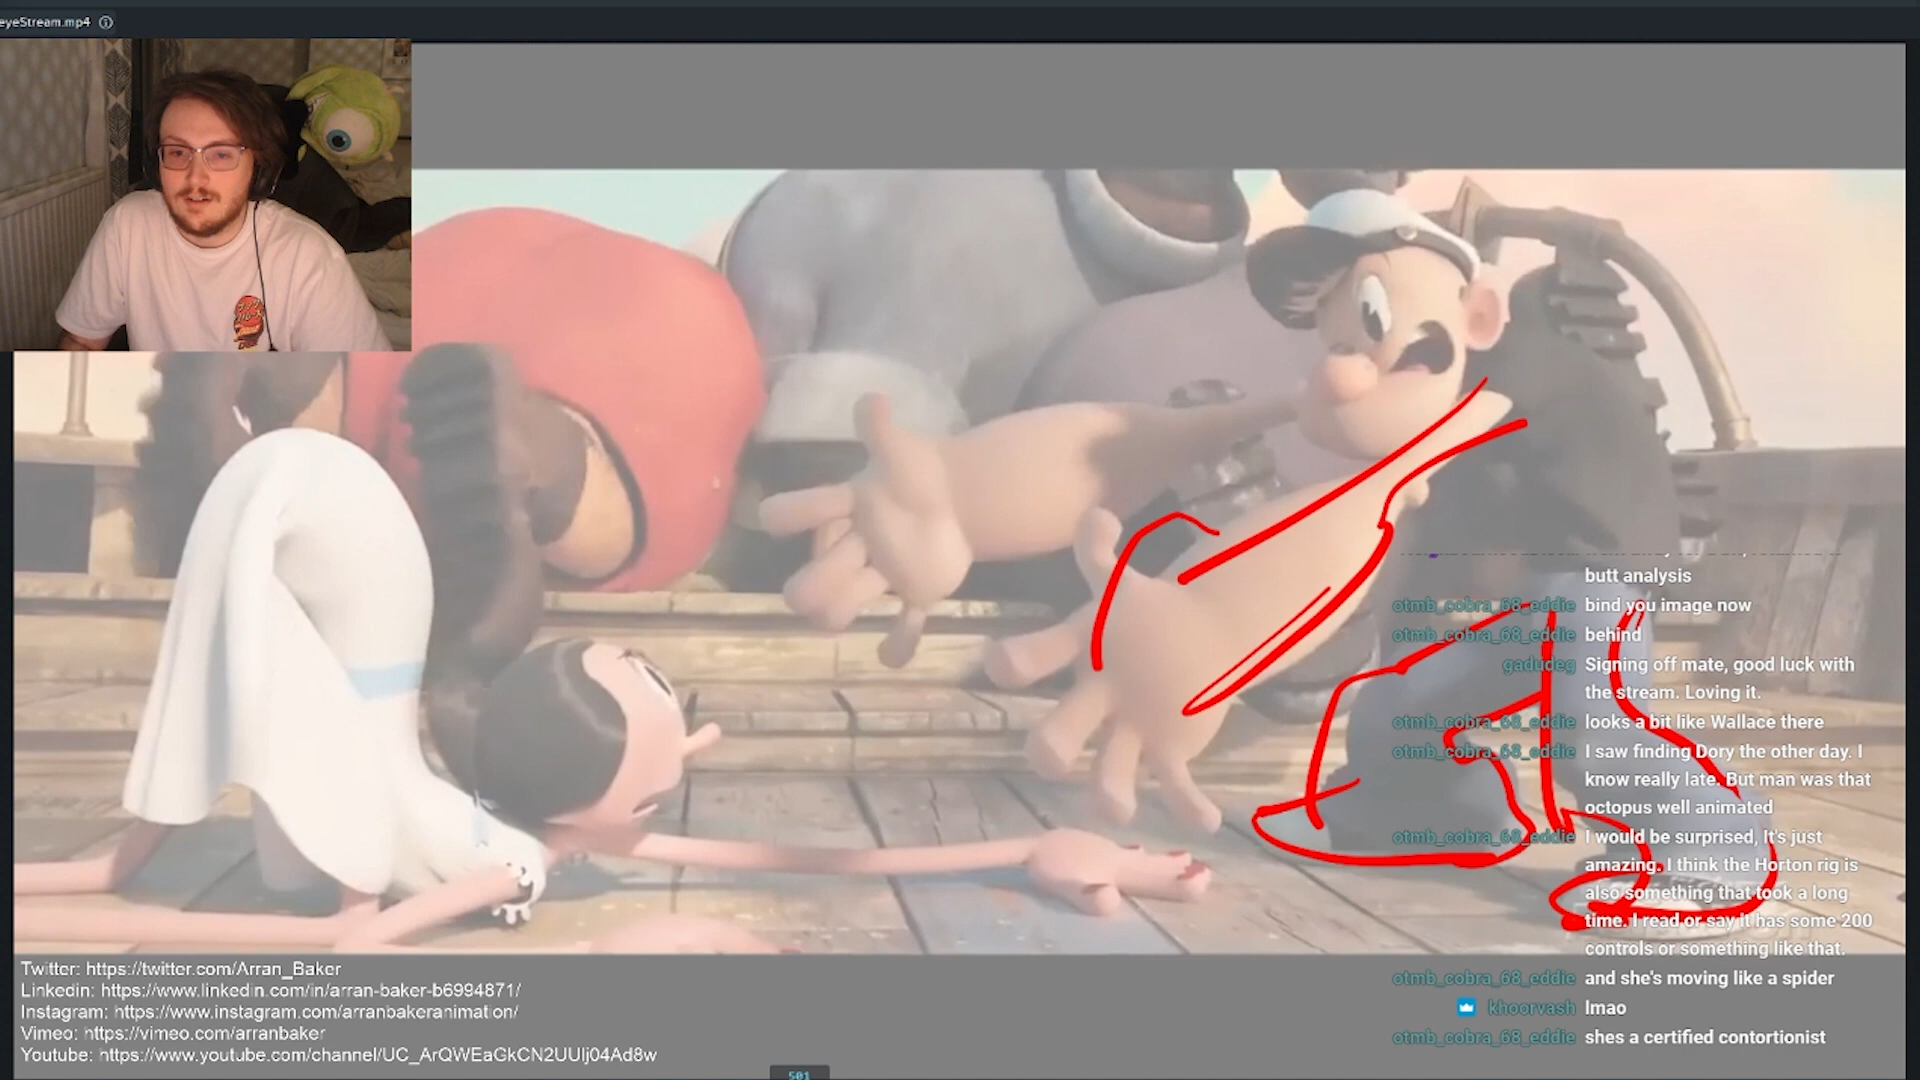 eyeStream.mp4
butt analysis
otmb_cobra_68_eddie bind you image now
otmb_cobra_68_eddie behind
gadudeg Signing off mate, good luck with
the stream. Loving it.
otmb_cobra_68_eddie looks a bit like Wallace there
otmb_cobra_68_eddie I saw finding Dory the other day. I
know really late. But man was that
octopus well animated
otmb_cobra_68_eddie I would be surprised, It's just
amazing. I think the Horton rig is
also something that took a long
time. I read or say it has some 200
controls or something like that.
otmb_cobra_68_eddie and she's moving like a spider
khoorvash lmao
otmb_cobra_68_eddie shes a certified contortionist
Twitter: https://twitter.com/Arran_Baker
Linkedin: https://www.linkedin.com/in/arran-baker-b6994871/
Instagram: https://www.instagram.com/arranbakeranimation/
Vimeo: https://vimeo.com/arranbaker
Youtube: https://www.youtube.com/channel/UC_ArQWEaGkCN2UUlj04Ad8w
501